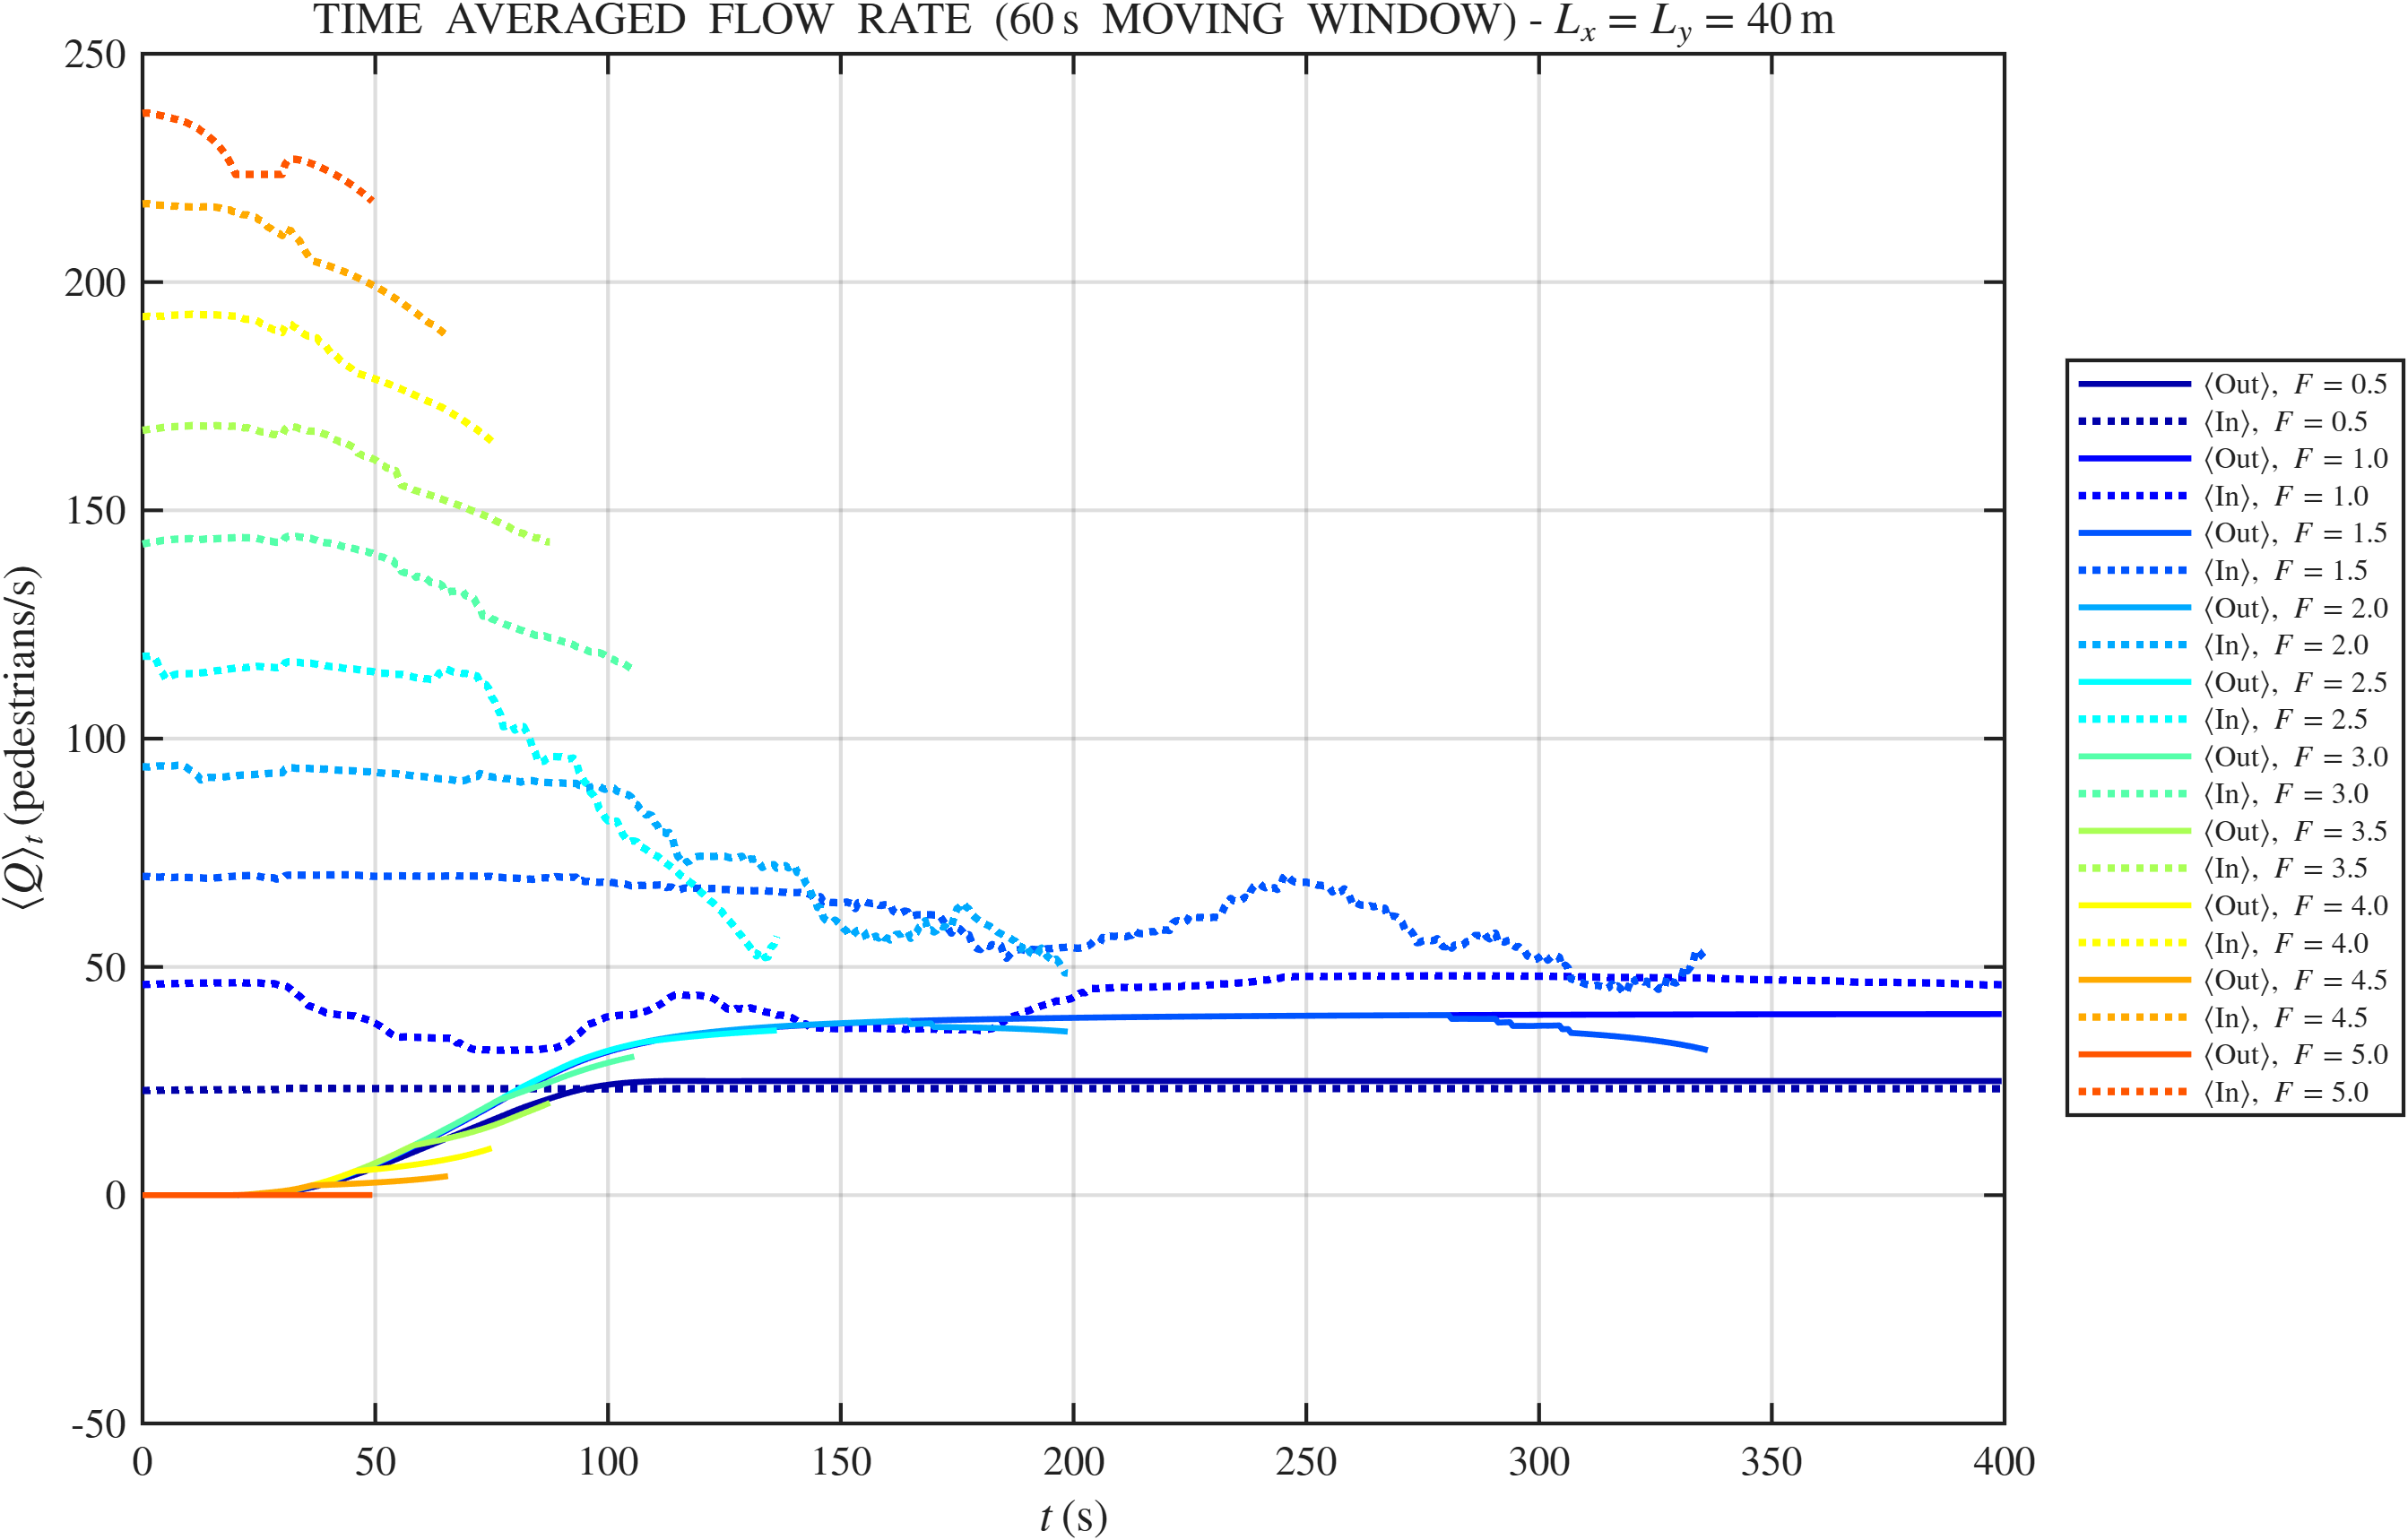 TIME AVERAGED FLOW RATE (60 s MOVING WINDOW) - Lₓ = Lᵧ = 40 m
250
200
150
100
50
0
-50
⟨Q⟩ₜ (pedestrians/s)
0 50 100 150 200 250 300 350 400
t (s)
⟨Out⟩, F = 0.5
⟨In⟩, F = 0.5
⟨Out⟩, F = 1.0
⟨In⟩, F = 1.0
⟨Out⟩, F = 1.5
⟨In⟩, F = 1.5
⟨Out⟩, F = 2.0
⟨In⟩, F = 2.0
⟨Out⟩, F = 2.5
⟨In⟩, F = 2.5
⟨Out⟩, F = 3.0
⟨In⟩, F = 3.0
⟨Out⟩, F = 3.5
⟨In⟩, F = 3.5
⟨Out⟩, F = 4.0
⟨In⟩, F = 4.0
⟨Out⟩, F = 4.5
⟨In⟩, F = 4.5
⟨Out⟩, F = 5.0
⟨In⟩, F = 5.0